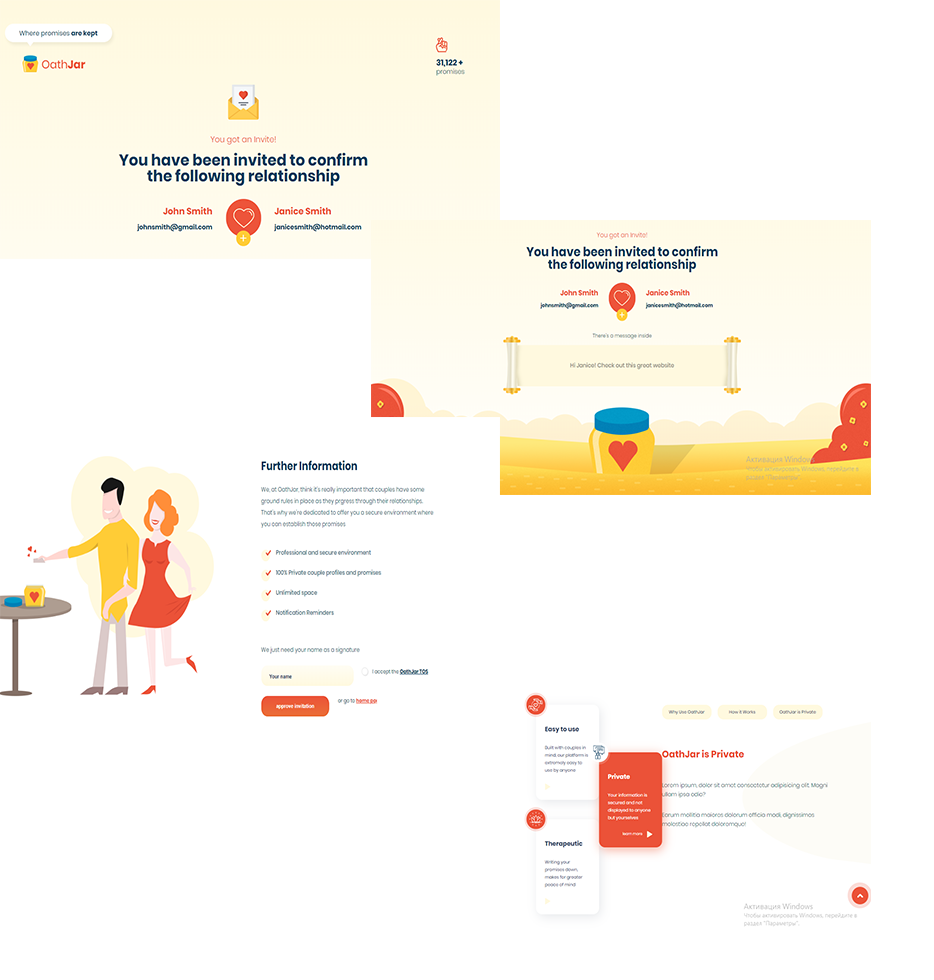 Where promises are kept
OathJar
31,122 +
promises
You got an Invite!
You have been invited to confirm
the following relationship
John Smith
johnsmith@gmail.com
Janice Smith
janicesmith@hotmail.com
You got an Invite!
You have been invited to confirm
the following relationship
John Smith
johnsmith@gmail.com
Janice Smith
janicesmith@hotmail.com
There's a message inside
Hi Janice! Check out this great website
Активация Windows
Чтобы активировать Windows, перейдите в
раздел "Параметры".
Further Information
We, at OathJar, think it's really important that couples have some
ground rules in place as they prgress through their relationships.
That's why we're dedicated to offer you a secure environment where
you can establish those promises
Professional and secure environment
100% Private couple profiles and promises
Unlimited space
Notification Reminders
We just need your name as a signature
Your name
I accept the OathJar TOS
approve invitation
or go to home pa
Easy to use
Built with couples in
mind, our platform is
extremely easy to
use by anyone
Private
Your information is
secured and not
displayed to anyone
but yourselves
learn more
Therapeutic
Writing your
promises down,
makes for greater
peace of mind
Why Use OathJar
How it Works
OathJar is Private
OathJar is Private
Lorem ipsum, dolor sit amet consectetur adipisicing elit. Magni
ullam ipsa odio?
Earum mollitia maiores dolorum officia modi, dignissimos
molestiae repellat doloremque!
Активация Windows
Чтобы активировать Windows, перейдите в
раздел "Параметры".